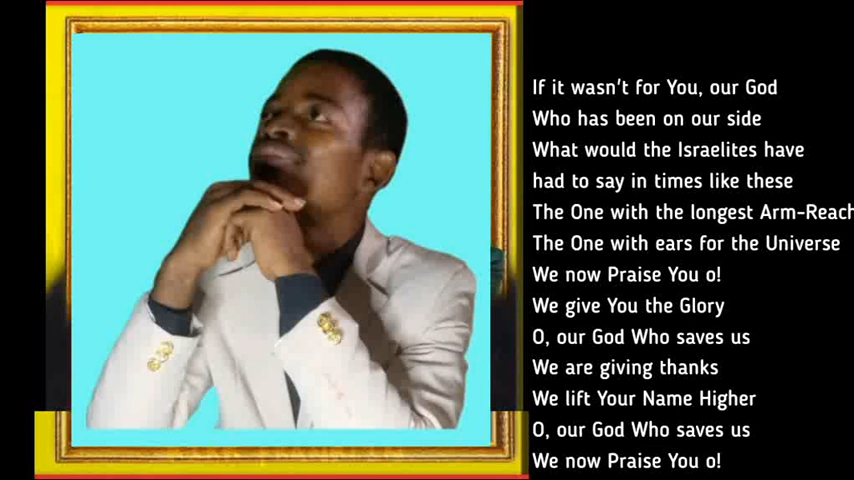 If it wasn't for You, our God
Who has been on our side
What would the Israelites have
had to say in times like these
The One with the longest Arm-Reach
The One with ears for the Universe
We now Praise You o!
We give You the Glory
O, our God Who saves us
We are giving thanks
We lift Your Name Higher
O, our God Who saves us
We now Praise You o!